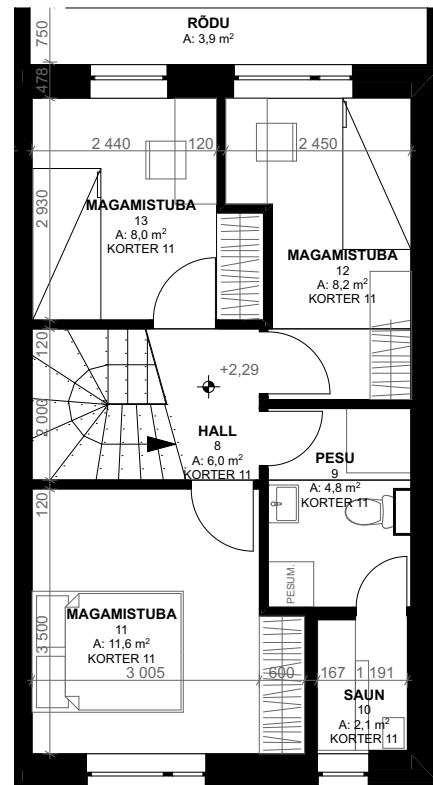 RÕDU
A: 3,9 m²
750
478
2 440
120
2 450
2 930
MAGAMISTUBA
13
A: 8,0 m²
KORTER 11
MAGAMISTUBA
12
A: 8,2 m²
KORTER 11
120
+2,29
2 000
HALL
8
A: 6,0 m²
KORTER 11
PESU
9
A: 4,8 m²
KORTER 11
120
PESUM.
MAGAMISTUBA
11
A: 11,6 m²
KORTER 11
3 500
3 005
600
167
1 191
SAUN
10
A: 2,1 m²
KORTER 11